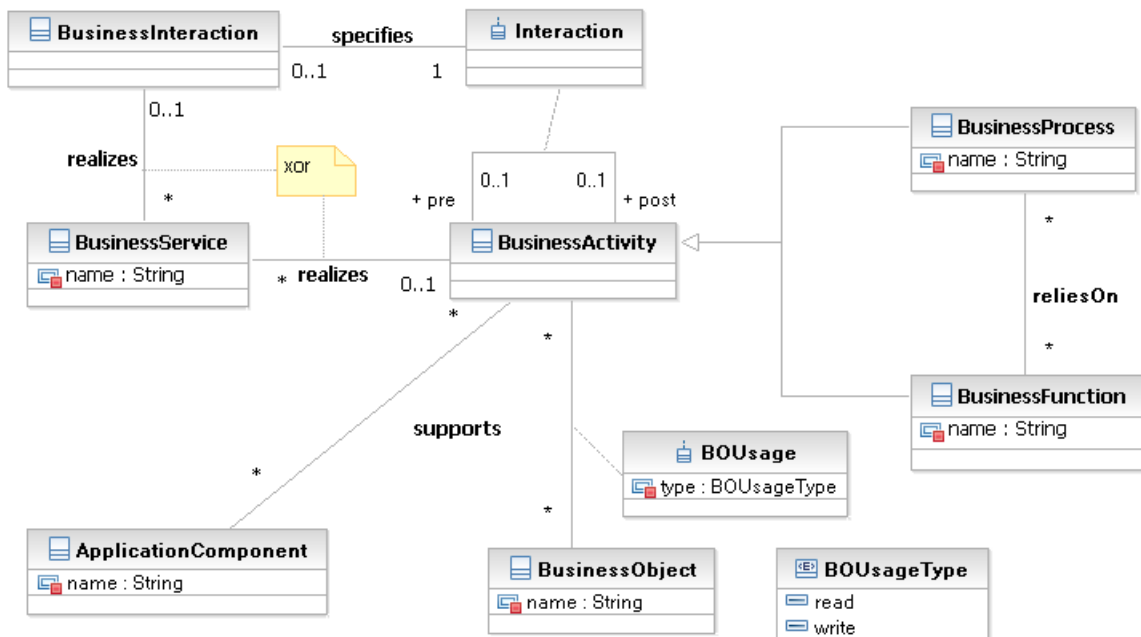 BusinessInteraction
specifies
Interaction
0..1
1
0..1
BusinessProcess
name : String
realizes
xor
0..1
0..1
*
+ pre
+ post
*
BusinessService
name : String
BusinessActivity
* realizes
0..1
*
*
reliesOn
*
BusinessFunction
name : String
supports
BOUsage
type : BOUsageType
*
*
ApplicationComponent
name : String
BusinessObject
name : String
<E> BOUsageType
read
write